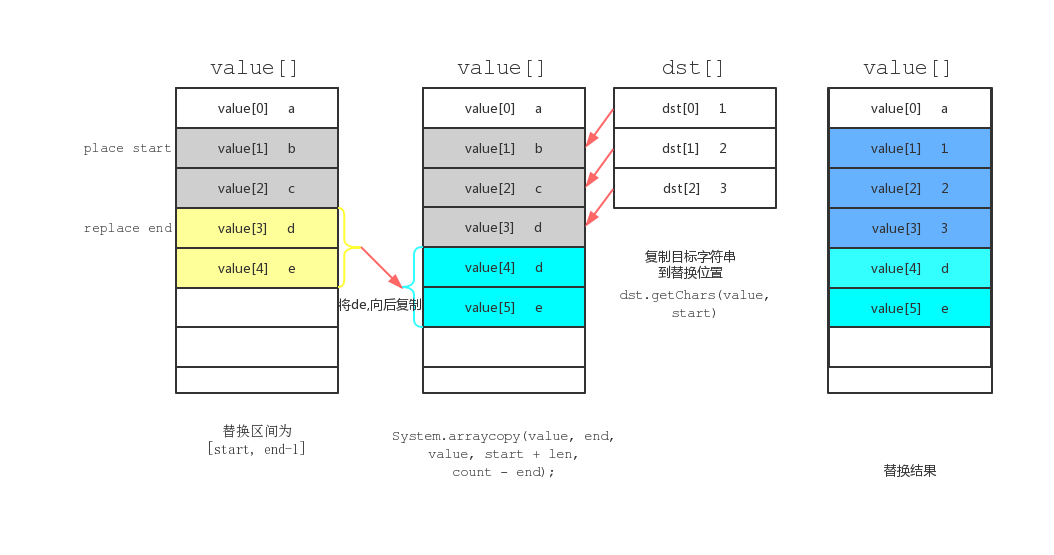 value[]
value[0] a
place start
value[1] b
value[2] c
replace end
value[3] d
value[4] e
将de,向后复制
替换区间为
[start, end-1]
value[]
value[0] a
value[1] b
value[2] c
value[3] d
value[4] d
value[5] e
System.arraycopy(value, end,
value, start + len,
count - end);
dst[]
dst[0] 1
dst[1] 2
dst[2] 3
复制目标字符串
到替换位置
dst.getChars(value,
start)
value[]
value[0] a
value[1] 1
value[2] 2
value[3] 3
value[4] d
value[5] e
替换结果